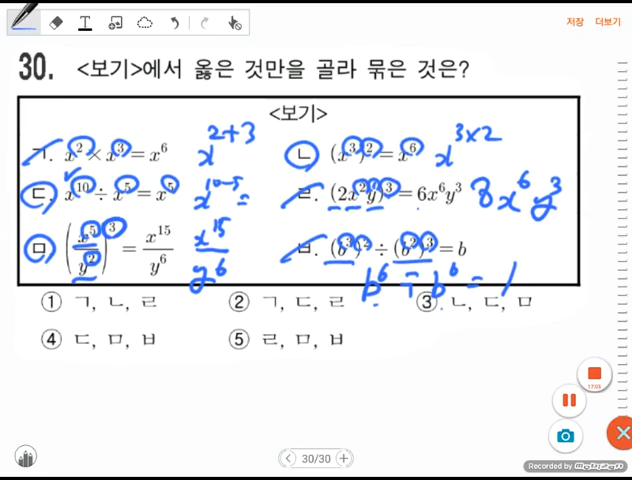 저장 더보기
30. <보기>에서 옳은 것만을 골라 묶은 것은?
<보기>
ㄱ. x² × x³ = x⁶ x²⁺³ ㄴ (x³)² = x⁶ x³ˣ²
ㄷ. x¹⁰ ÷ x⁵ = x⁵ x¹⁰⁻⁵ = ㄹ. (2x²y)³ = 6x⁶y³ 8x⁶y³
ㅁ (x⁵/y²)³ = x¹⁵/y⁶ x¹⁵/y⁶ ㅂ. (b³)² ÷ (b²)³ = b
b⁶ ÷ b⁶ = 1
① ㄱ, ㄴ, ㄹ ② ㄱ, ㄷ, ㄹ ③ ㄴ, ㄷ, ㅁ
④ ㄷ, ㅁ, ㅂ ⑤ ㄹ, ㅁ, ㅂ
17:03
30/30
Recorded by Mobizen